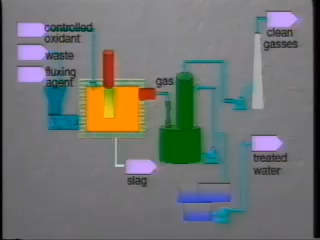 controlled
oxidant
waste
fluxing
agent
gas
slag
clean
gasses
treated
water